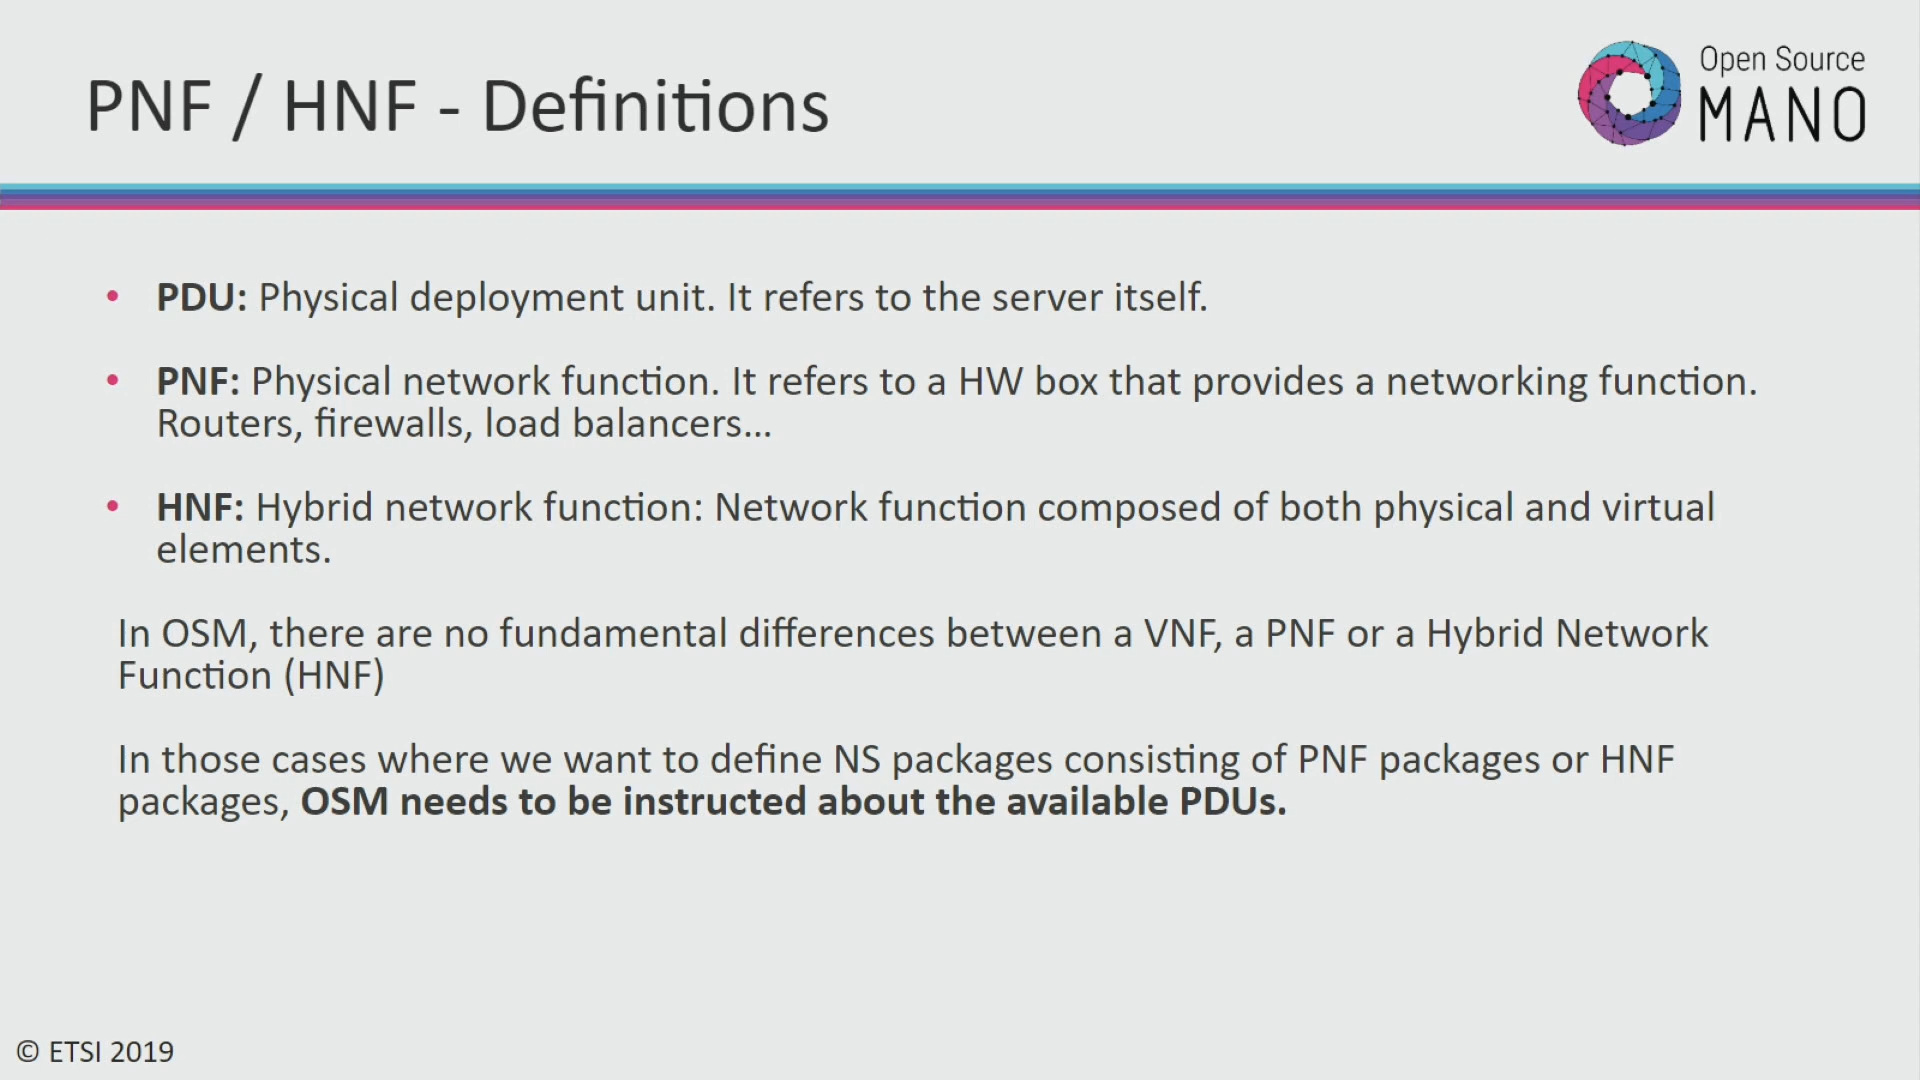 PNF / HNF - Definitions
Open Source
MANO
• PDU: Physical deployment unit. It refers to the server itself.
• PNF: Physical network function. It refers to a HW box that provides a networking function.
Routers, firewalls, load balancers...
• HNF: Hybrid network function: Network function composed of both physical and virtual
elements.
In OSM, there are no fundamental differences between a VNF, a PNF or a Hybrid Network
Function (HNF)
In those cases where we want to define NS packages consisting of PNF packages or HNF
packages, OSM needs to be instructed about the available PDUs.
© ETSI 2019